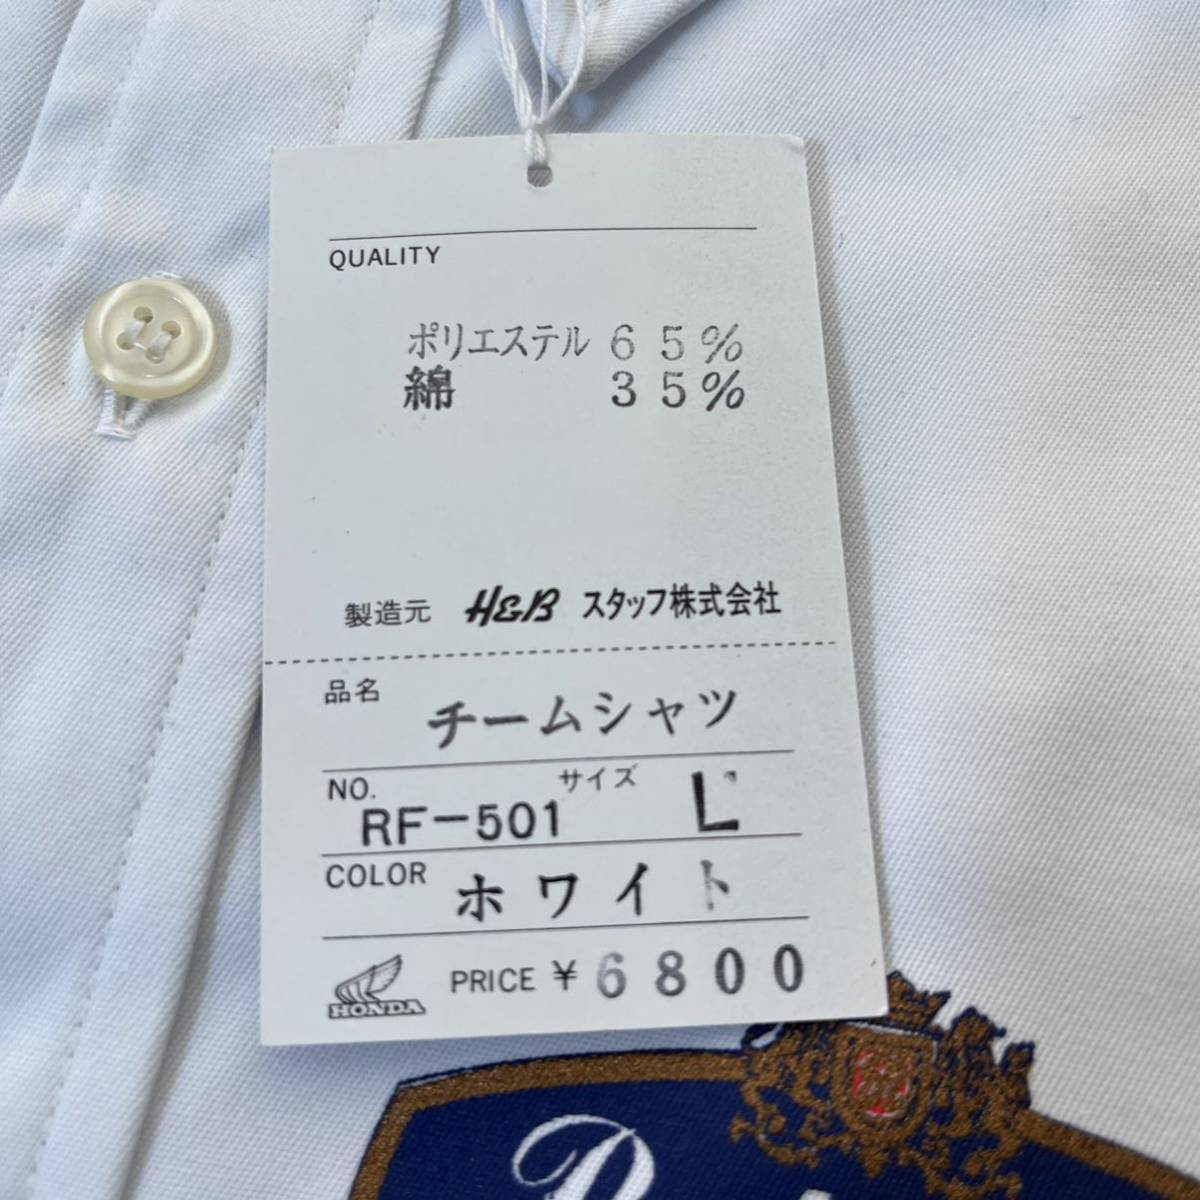 QUALITY
ポリエステル 65%
綿 35%
製造元 H&B スタッフ株式会社
品名 チームシャツ
NO. RF-501 サイズ L
COLOR ホワイト
HONDA PRICE ¥6800